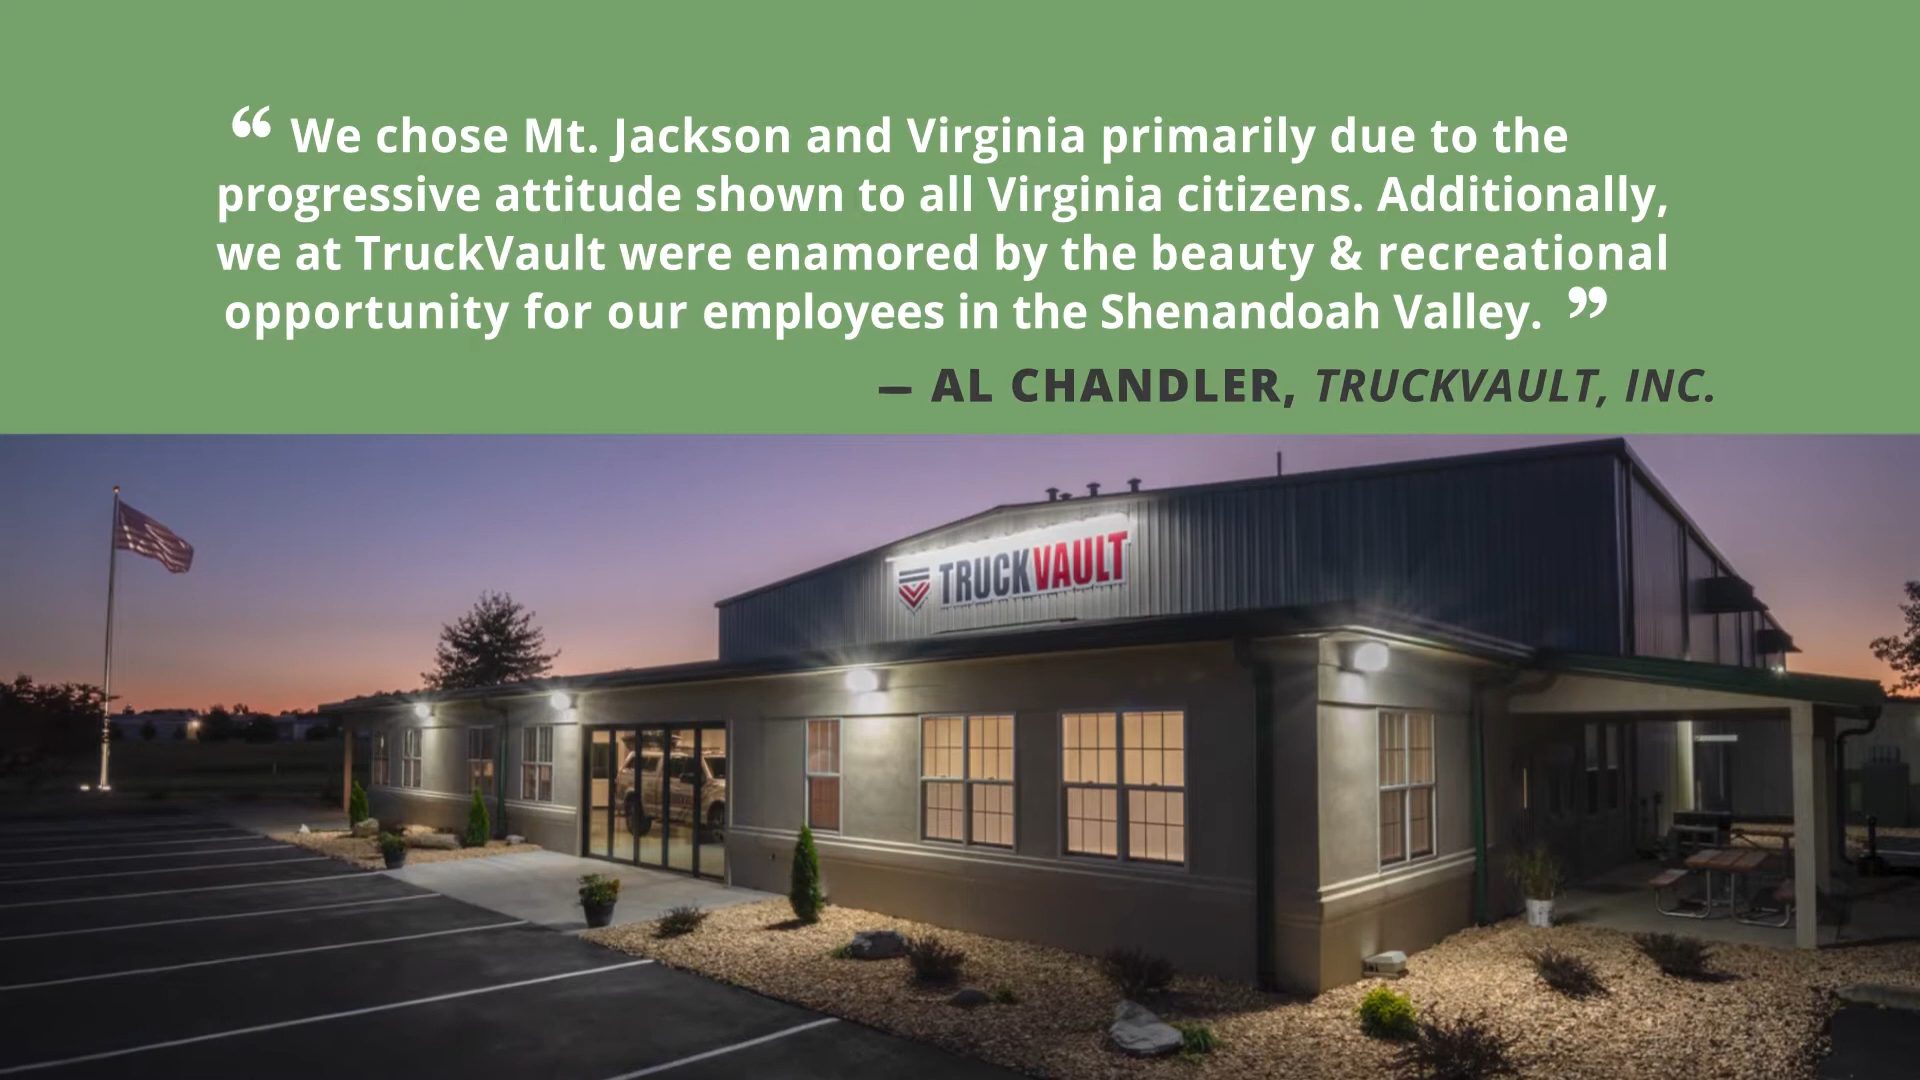 “ We chose Mt. Jackson and Virginia primarily due to the
progressive attitude shown to all Virginia citizens. Additionally,
we at TruckVault were enamored by the beauty & recreational
opportunity for our employees in the Shenandoah Valley. ”
— AL CHANDLER, TRUCKVAULT, INC.
TRUCKVAULT